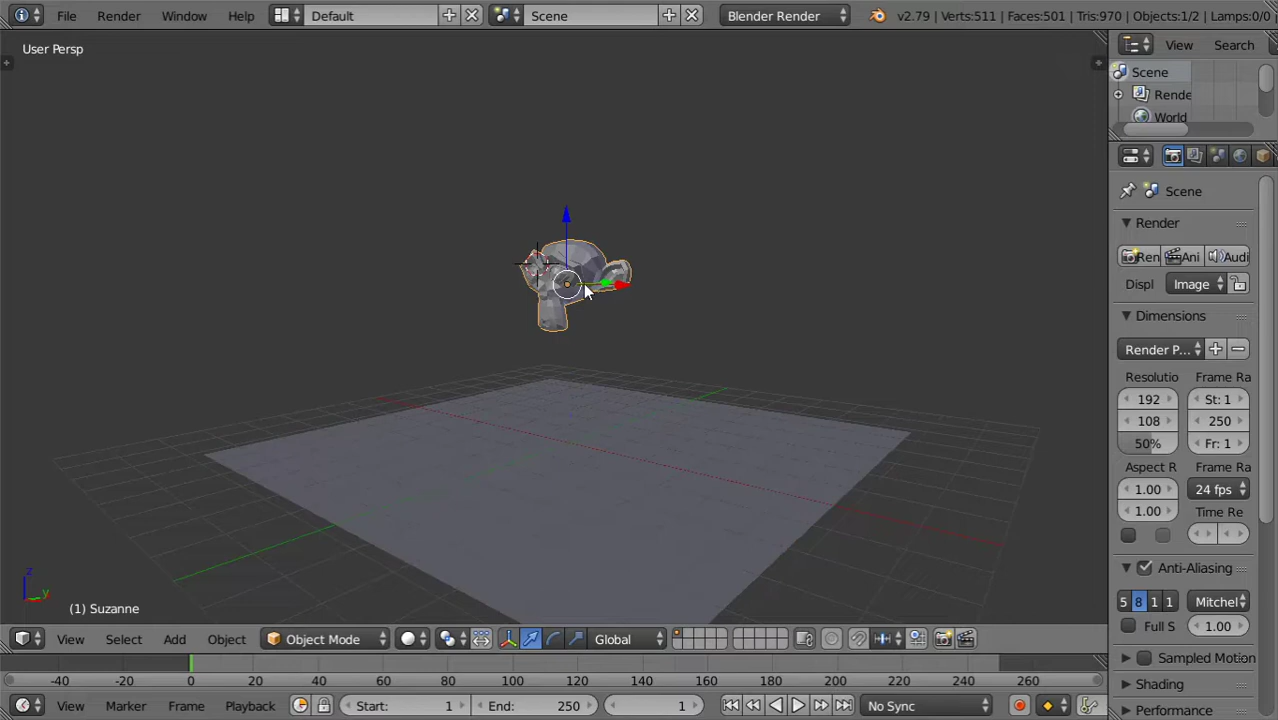 File Render Window Help Default Scene Blender Render v2.79 | Verts:511 | Faces:501 | Tris:970 | Objects:1/2 | Lamps:0/0
User Persp
View Search
Scene
Rende
World
Scene
Render
Ren Ani Audi
Displ Image
Dimensions
Render P...
Resolutio Frame Ra
192 St: 1
108 250
50% Fr: 1
Aspect R Frame Ra
1.00 24 fps
1.00 Time Re
Anti-Aliasing
5 8 1 1 Mitchel
Full S 1.00
Sampled Motion
Shading
Performance
z
y
(1) Suzanne
View Select Add Object Object Mode Global
-40 -20 0 20 40 60 80 100 120 140 160 180 200 220 240 260
View Marker Frame Playback Start: 1 End: 250 1 No Sync